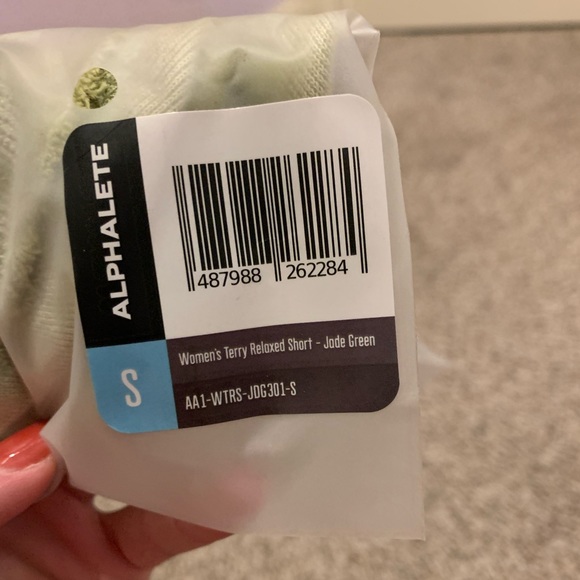 ALPHALETE
487988 262284
Women's Terry Relaxed Short - Jade Green
S
AA1-WTRS-JDG301-S